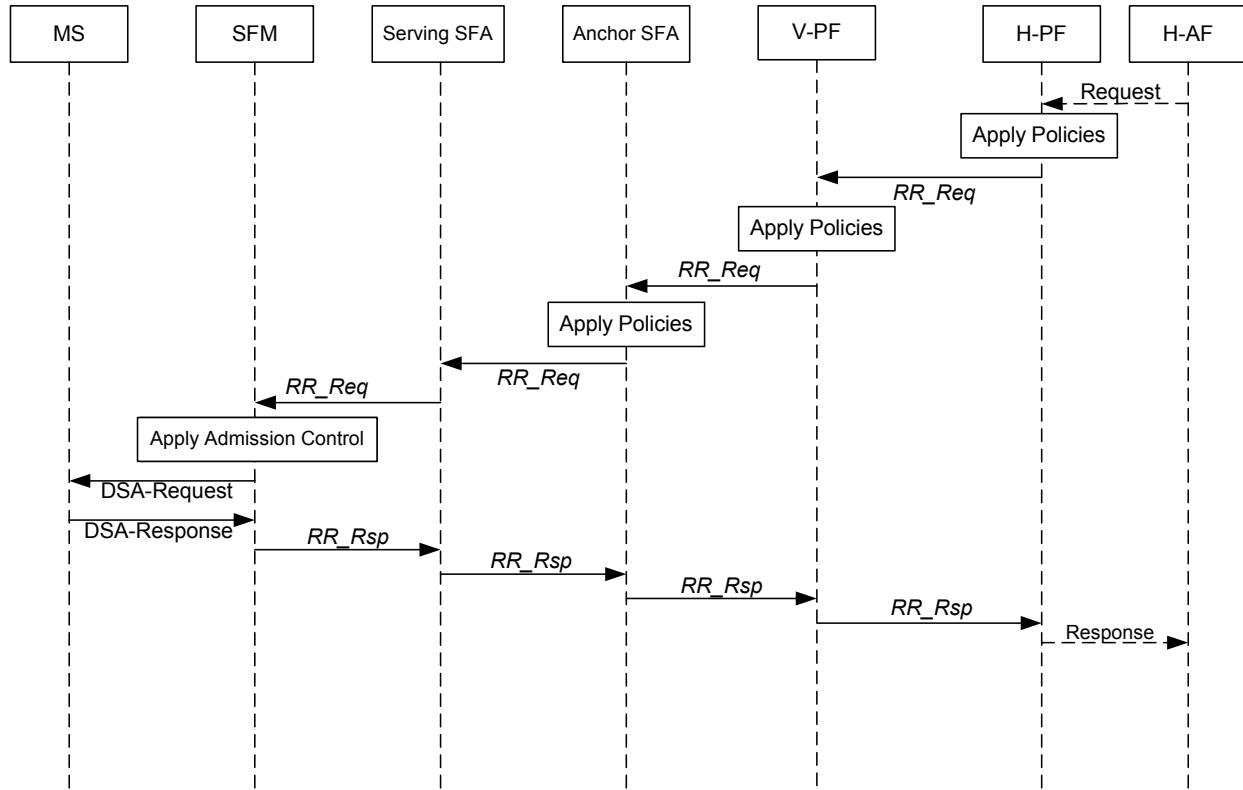 MS
SFM
Serving SFA
Anchor SFA
V-PF
H-PF
H-AF
Request
Apply Policies
RR_Req
Apply Policies
RR_Req
Apply Policies
RR_Req
RR_Req
Apply Admission Control
DSA-Request
DSA-Response
RR_Rsp
RR_Rsp
RR_Rsp
RR_Rsp
Response